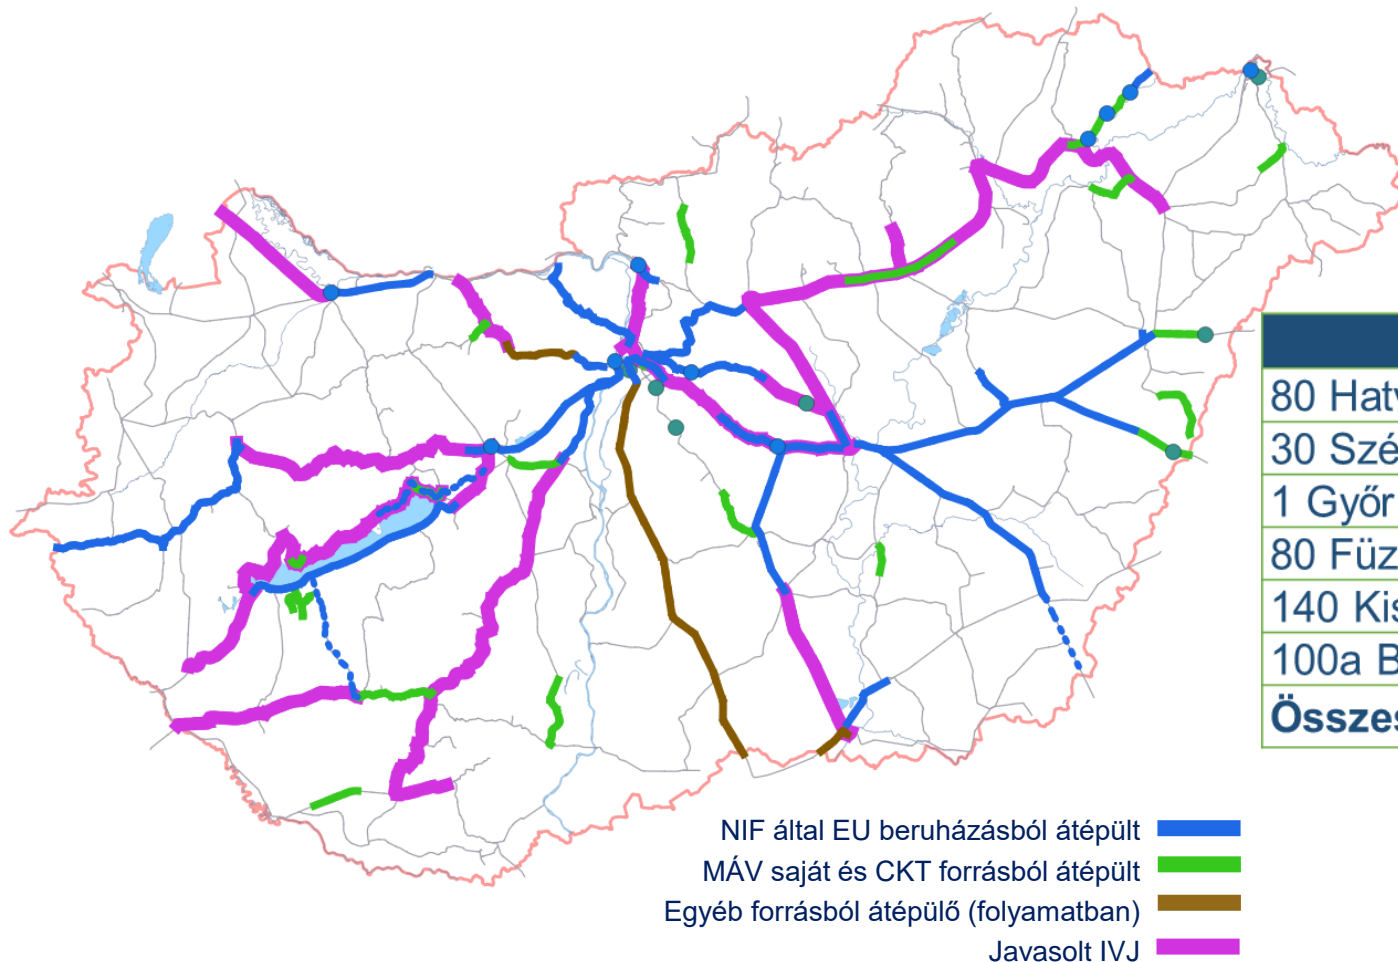 80 Hatv
30 Szé
1 Győr
80 Füz
140 Kis
100a B
Összes
NIF által EU beruházásból átépült
MÁV saját és CKT forrásból átépült
Egyéb forrásból átépülő (folyamatban)
Javasolt IVJ